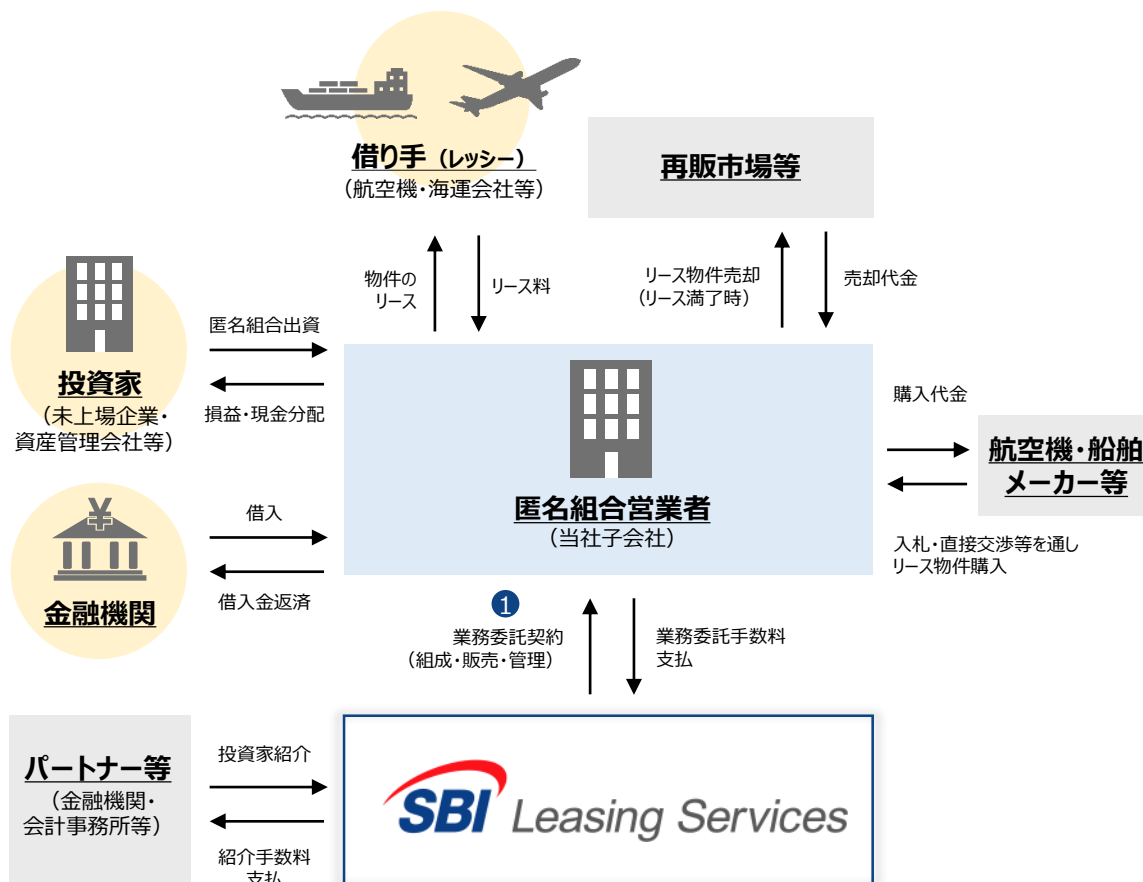 借り手（レッシー）
（航空機・海運会社等）
再販市場等
物件の
リース
リース料
リース物件売却
（リース満了時）
売却代金
投資家
（未上場企業・
資産管理会社等）
匿名組合出資
損益・現金分配
購入代金
航空機・船舶
メーカー等
匿名組合営業者
（当社子会社）
¥
金融機関
借入
借入金返済
入札・直接交渉等を通し
リース物件購入
1
業務委託契約
（組成・販売・管理）
業務委託手数料
支払
パートナー等
（金融機関・
会計事務所等）
投資家紹介
紹介手数料
支払
SBI Leasing Services